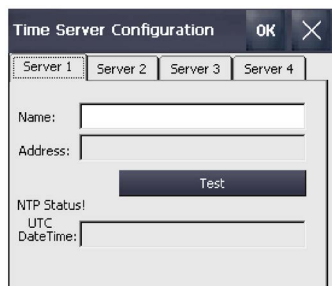 Time Server Configuration OK
Server 1 Server 2 Server 3 Server 4
Name:
Address:
Test
NTP Status!
UTC
DateTime: